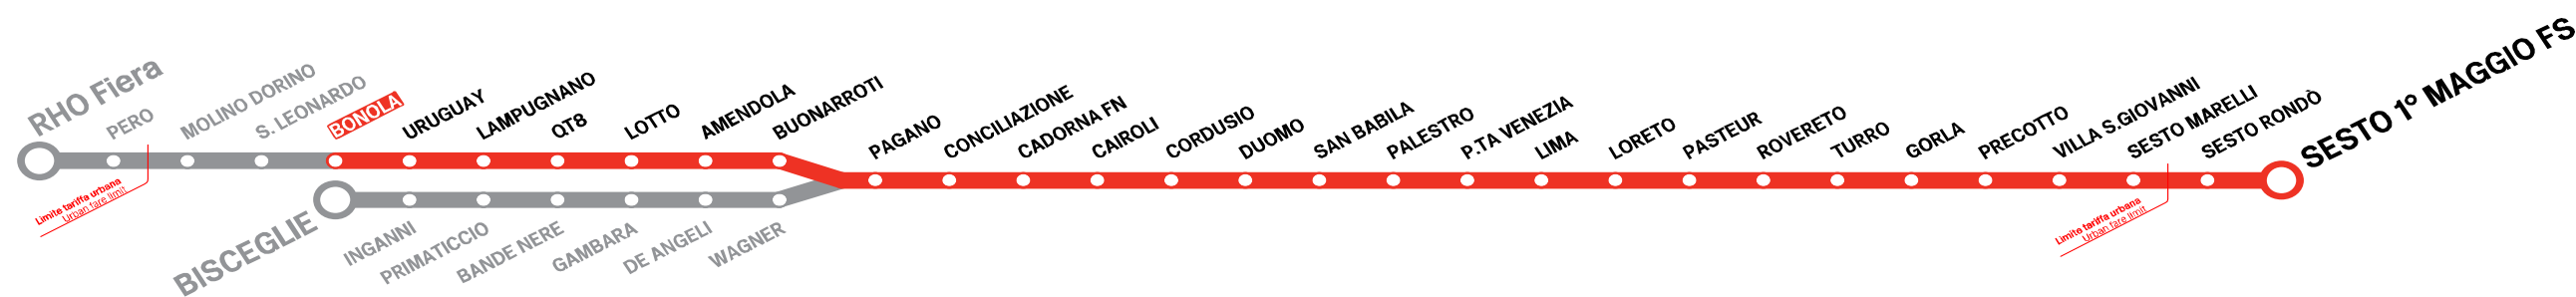 RHO Fiera
PERO
MOLINO DORINO
S. LEONARDO
BONOLA
URUGUAY
LAMPUGNANO
QT8
LOTTO
AMENDOLA
BUONARROTI
PAGANO
CONCILIAZIONE
CADORNA FN
CAIROLI
CORDUSIO
DUOMO
SAN BABILA
PALESTRO
P.TA VENEZIA
LIMA
LORETO
PASTEUR
ROVERETO
TURRO
GORLA
PRECOTTO
VILLA S.GIOVANNI
SESTO MARELLI
SESTO RONDÒ
SESTO 1° MAGGIO FS
Limite tariffa urbana
Urban fare limit
BISCEGLIE
INGANNI
PRIMATICCIO
BANDE NERE
GAMBARA
DE ANGELI
WAGNER
Limite tariffa urbana
Urban fare limit